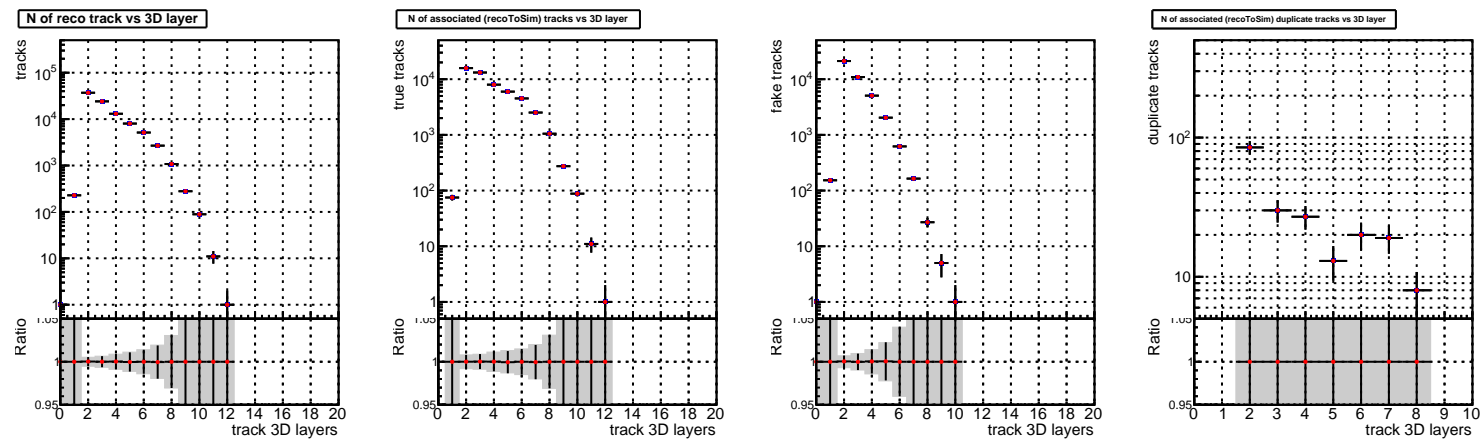 N of reco track vs 3D layer
tracks
10^5
10^4
10^3
10^2
10
1
1.05
Ratio
1
0.95
0 2 4 6 8 10 12 14 16 18 20
track 3D layers
N of associated (recoToSim) tracks vs 3D layer
true tracks
10^4
10^3
10^2
10
1
1.05
Ratio
1
0.95
0 2 4 6 8 10 12 14 16 18 20
track 3D layers
fake tracks
10^4
10^3
10^2
10
1
1.05
Ratio
1
0.95
0 2 4 6 8 10 12 14 16 18 20
track 3D layers
N of associated (recoToSim) duplicate tracks vs 3D layer
duplicate tracks
10^2
10
1.05
Ratio
1
0.95
0 1 2 3 4 5 6 7 8 9 10
track 3D layers